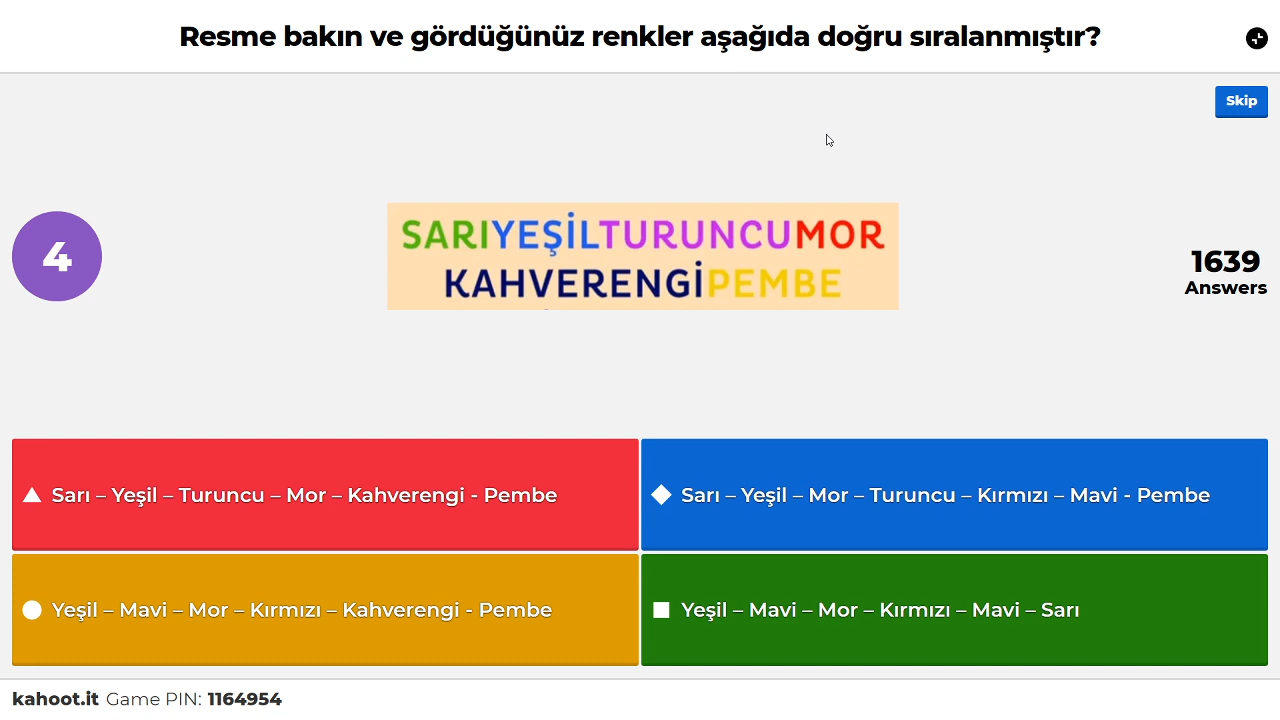 Resme bakın ve gördüğünüz renkler aşağıda doğru sıralanmıştır?
Skip
4
SARIYEŞİLTURUNCUMOR
KAHVERENGİPEMBE
1639
Answers
Sarı – Yeşil – Turuncu – Mor – Kahverengi - Pembe
Sarı – Yeşil – Mor – Turuncu – Kırmızı – Mavi - Pembe
Yeşil – Mavi – Mor – Kırmızı – Kahverengi - Pembe
Yeşil – Mavi – Mor – Kırmızı – Mavi – Sarı
kahoot.it Game PIN: 1164954